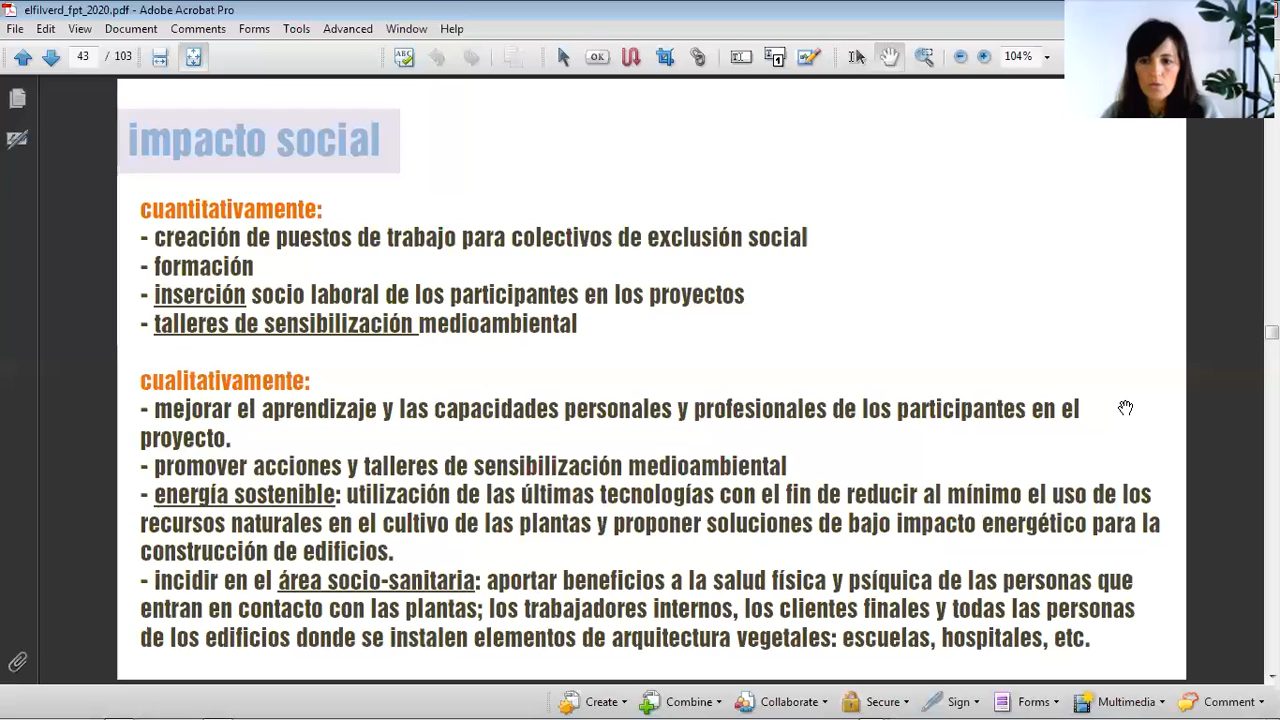 elfilverd_fpt_2020.pdf - Adobe Acrobat Pro
File Edit View Document Comments Forms Tools Advanced Window Help
43 / 103 ABC OK 104%
impacto social
cuantitativamente:
- creación de puestos de trabajo para colectivos de exclusión social
- formación
- inserción socio laboral de los participantes en los proyectos
- talleres de sensibilización medioambiental
cualitativamente:
- mejorar el aprendizaje y las capacidades personales y profesionales de los participantes en el
proyecto.
- promover acciones y talleres de sensibilización medioambiental
- energía sostenible: utilización de las últimas tecnologías con el fin de reducir al mínimo el uso de los
recursos naturales en el cultivo de las plantas y proponer soluciones de bajo impacto energético para la
construcción de edificios.
- incidir en el área socio-sanitaria: aportar beneficios a la salud física y psíquica de las personas que
entran en contacto con las plantas; los trabajadores internos, los clientes finales y todas las personas
de los edificios donde se instalen elementos de arquitectura vegetales: escuelas, hospitales, etc.
Create Combine Collaborate Secure Sign Forms Multimedia Comment